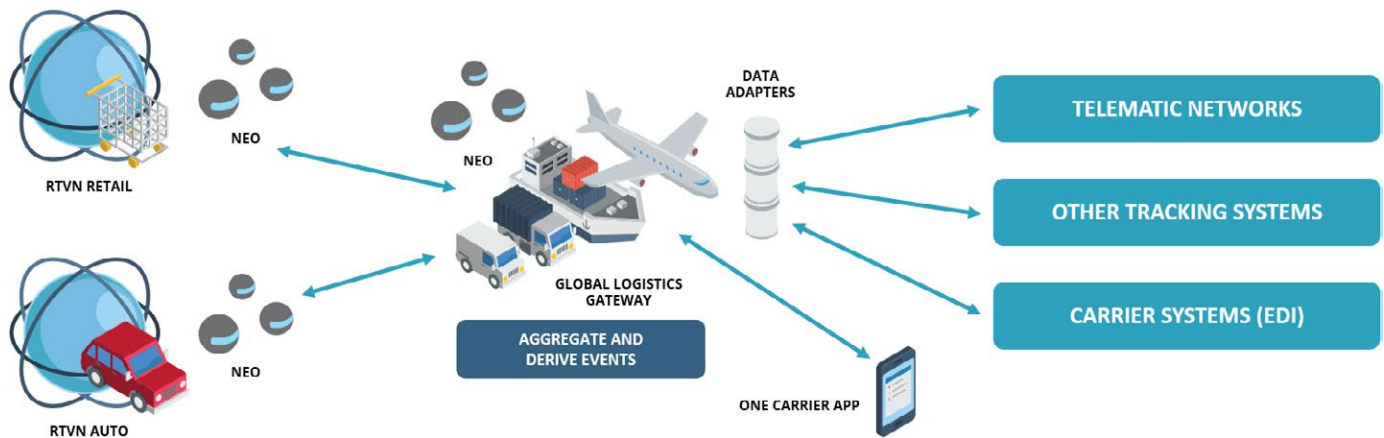 RTVN RETAIL
NEO
NEO
DATA
ADAPTERS
TELEMATIC NETWORKS
OTHER TRACKING SYSTEMS
CARRIER SYSTEMS (EDI)
GLOBAL LOGISTICS
GATEWAY
AGGREGATE AND
DERIVE EVENTS
NEO
RTVN AUTO
ONE CARRIER APP